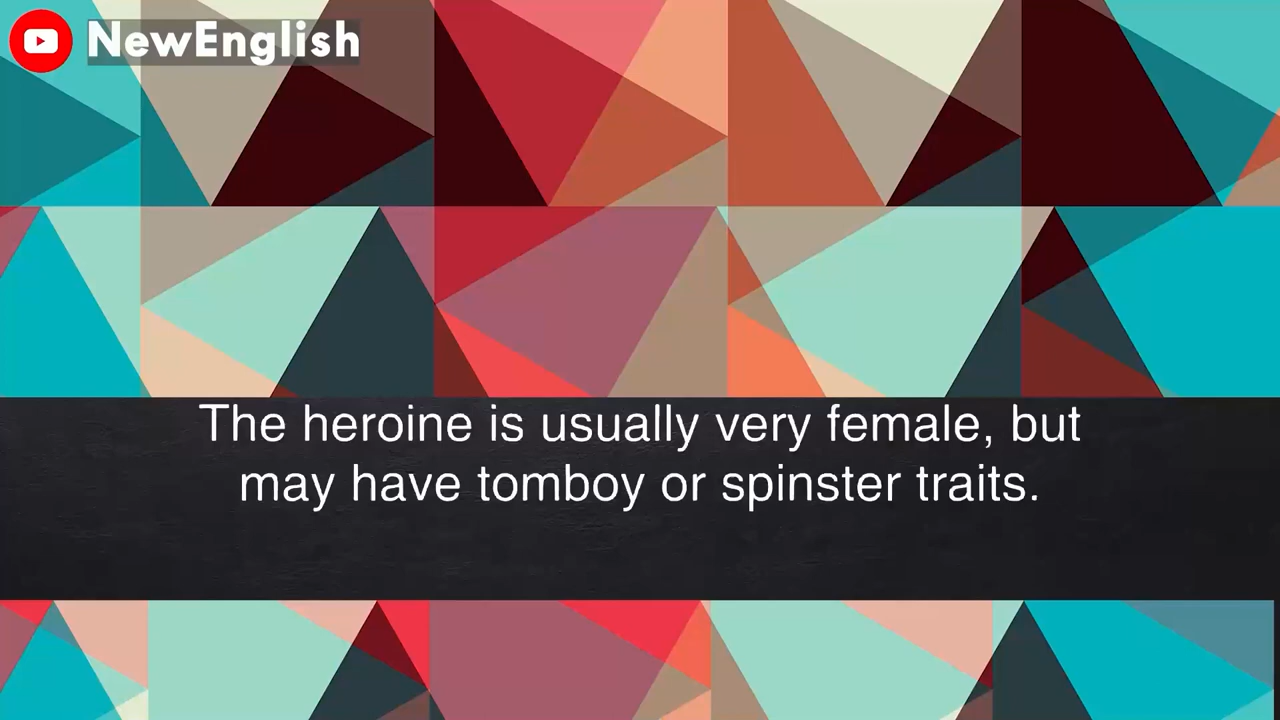 NewEnglish
The heroine is usually very female, but
may have tomboy or spinster traits.